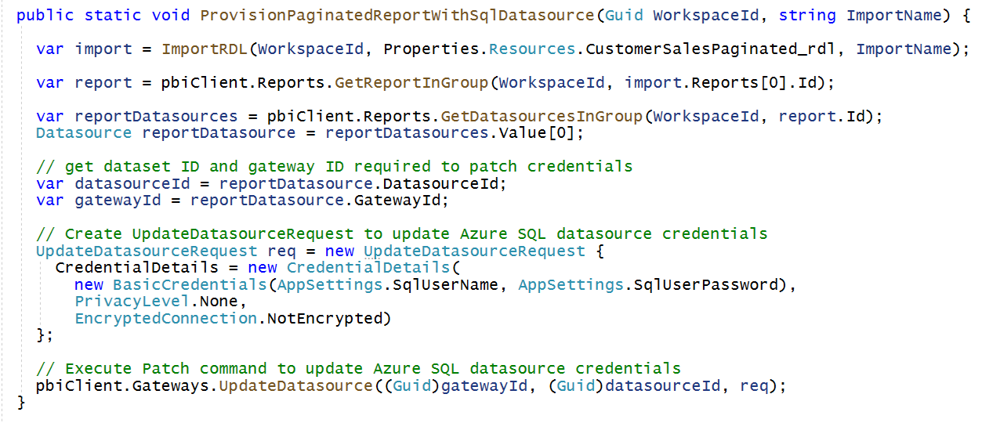 public static void ProvisionPaginatedReportWithSqlDatasource(Guid WorkspaceId, string ImportName) {
var import = ImportRDL(WorkspaceId, Properties.Resources.CustomerSalesPaginated_rdl, ImportName);
var report = pbiClient.Reports.GetReportInGroup(WorkspaceId, import.Reports[0].Id);
var reportDatasources = pbiClient.Reports.GetDatasourcesInGroup(WorkspaceId, report.Id);
Datasource reportDatasource = reportDatasources.Value[0];
// get dataset ID and gateway ID required to patch credentials
var datasourceId = reportDatasource.DatasourceId;
var gatewayId = reportDatasource.GatewayId;
// Create UpdateDatasourceRequest to update Azure SQL datasource credentials
UpdateDatasourceRequest req = new UpdateDatasourceRequest {
CredentialDetails = new CredentialDetails(
new BasicCredentials(AppSettings.SqlUserName, AppSettings.SqlUserPassword),
PrivacyLevel.None,
EncryptedConnection.NotEncrypted)
};
// Execute Patch command to update Azure SQL datasource credentials
pbiClient.Gateways.UpdateDatasource((Guid)gatewayId, (Guid)datasourceId, req);
}